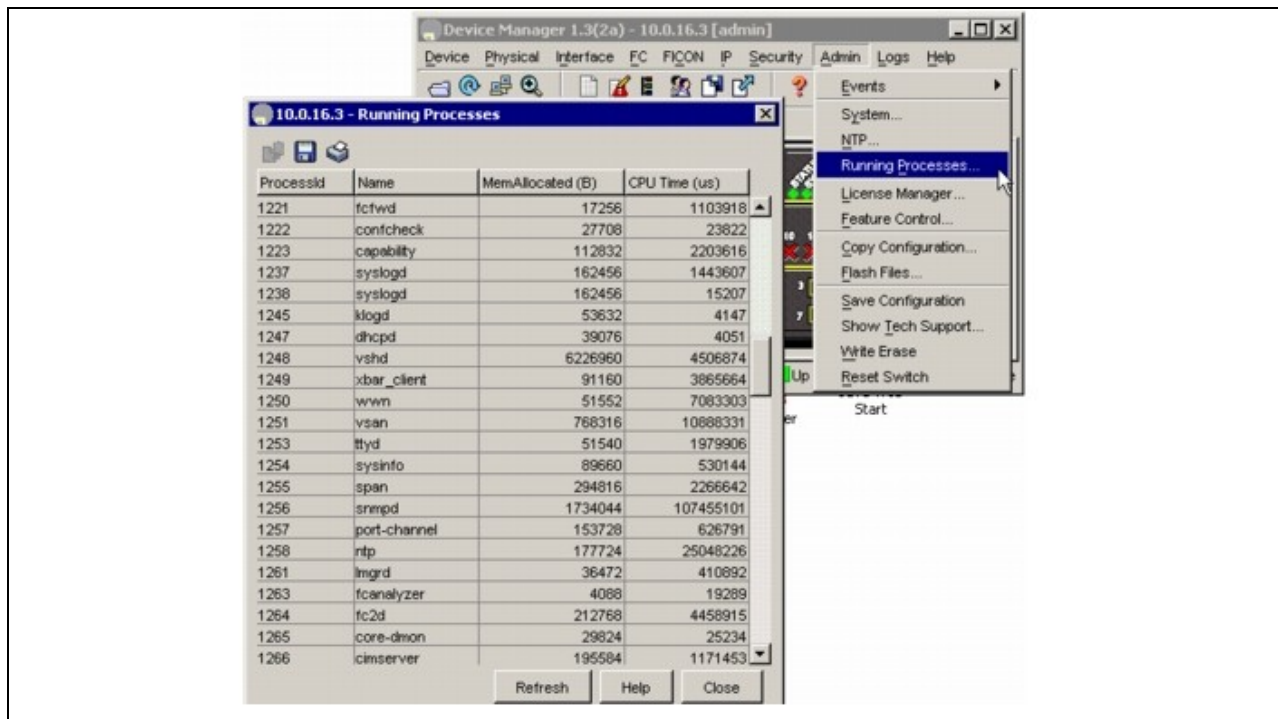 Device Manager 1.3(2a) - 10.0.16.3 [admin]
Device Physical Interface FC FICON IP Security Admin Logs Help
Events
System...
NTP...
Running Processes...
License Manager...
Feature Control...
Copy Configuration...
Flash Files...
Save Configuration
Show Tech Support...
Write Erase
Reset Switch
Up
Start
10.0.16.3 - Running Processes
ProcessId Name MemAllocated (B) CPU Time (us)
1221 fcfwd 17256 1103918
1222 confcheck 27708 23822
1223 capability 112832 2203616
1237 syslogd 162456 1443607
1238 syslogd 162456 15207
1245 klogd 53632 4147
1247 dhcpd 39076 4051
1248 vshd 6226960 4506874
1249 xbar_client 91160 3865664
1250 wwn 51552 7083303
1251 vsan 768316 10888331
1253 ttyd 51540 1979906
1254 sysinfo 89660 530144
1255 span 294816 2266642
1256 snmpd 1734044 107455101
1257 port-channel 153728 626791
1258 ntp 177724 25048226
1261 lmgrd 36472 410892
1263 fcanalyzer 4088 19289
1264 fc2d 212768 4458915
1265 core-dmon 29824 25234
1266 cimserver 195584 1171453
Refresh Help Close